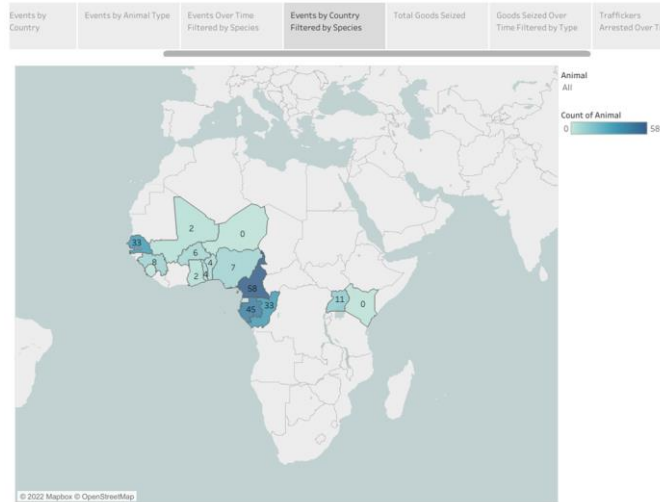 Events by
Country
Events by Animal Type
Events Over Time
Filtered by Species
Events by Country
Filtered by Species
Total Goods Seized
Goods Seized Over
Time Filtered by Type
Traffickers
Arrested Over Ti
Animal
All
Count of Animal
0
58
2
0
33
6
4
8
7
2
4
58
45
33
11
0
© 2022 Mapbox © OpenStreetMap